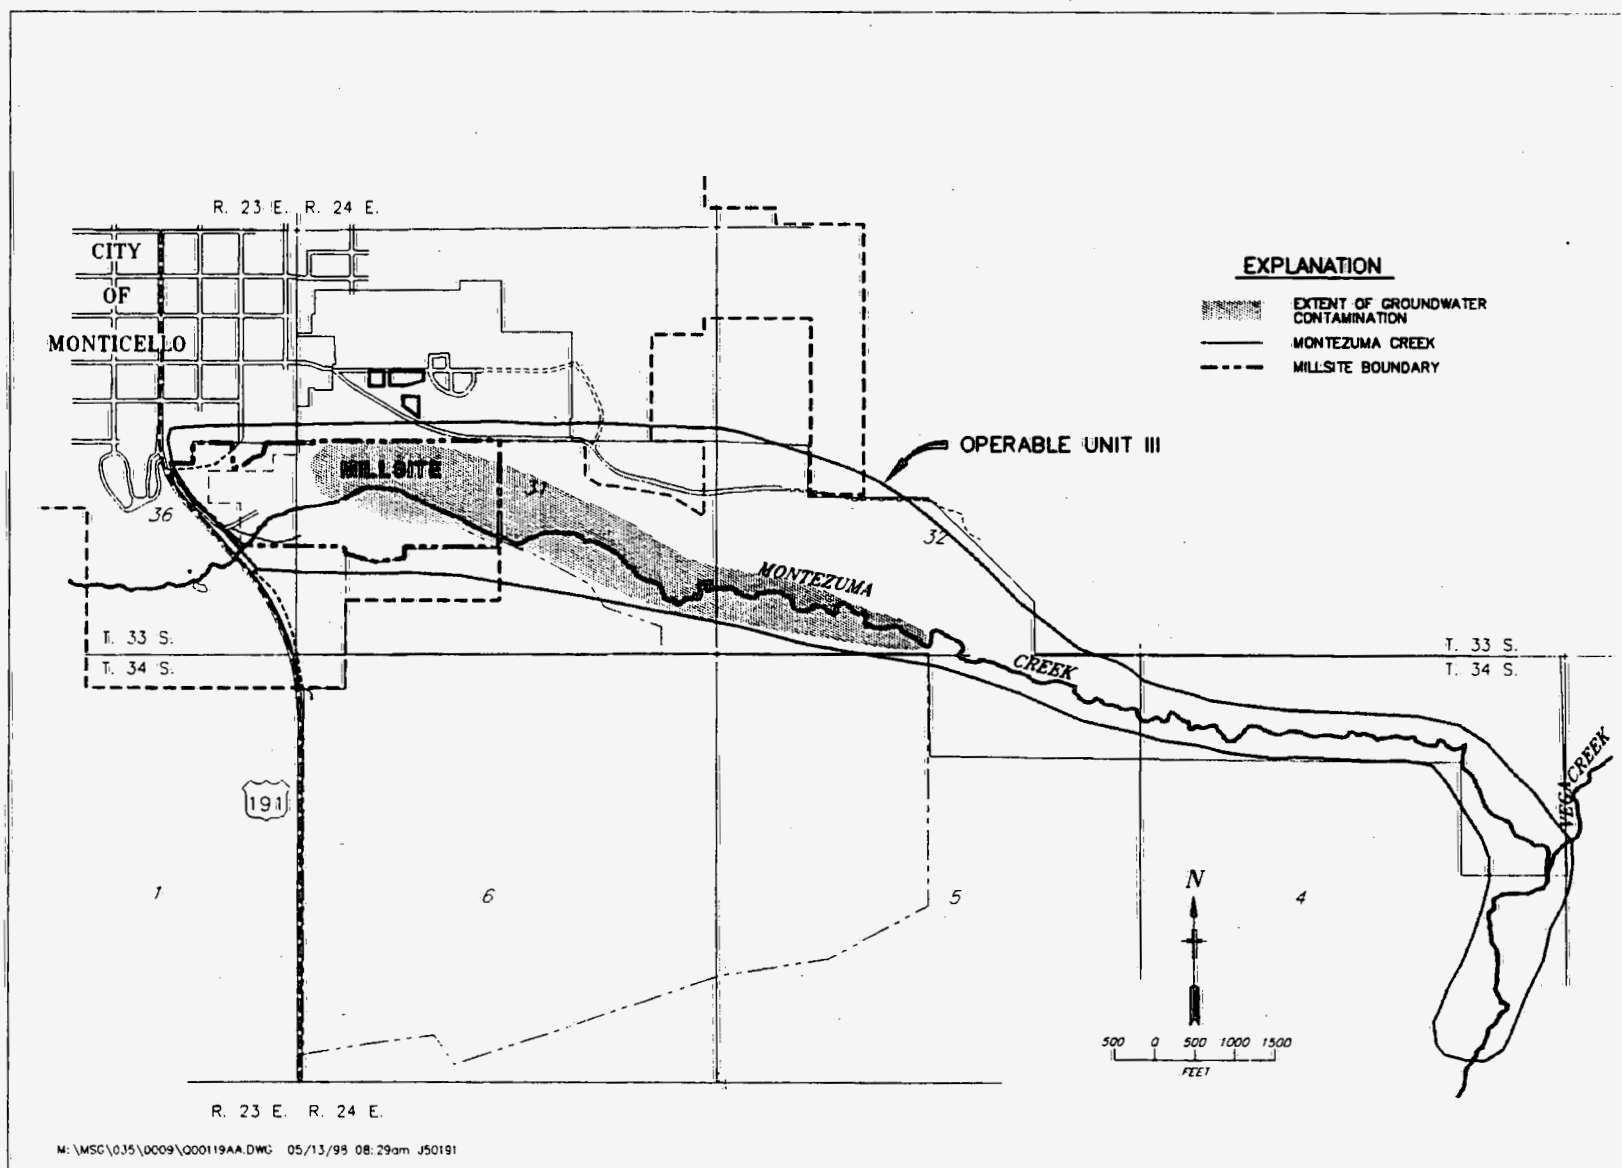 R. 23 E. R. 24 E.
CITY
OF
MONTICELLO
EXPLANATION
EXTENT OF GROUNDWATER
CONTAMINATION
MONTEZUMA CREEK
MILLSITE BOUNDARY
OPERABLE UNIT III
MILLSITE
31
36
32
MONTEZUMA
CREEK
T. 33 S.
T. 34 S.
T. 33 S.
T. 34 S.
VEGA CREEK
191
1
6
5
4
N
500 0 500 1000 1500
FEET
R. 23 E. R. 24 E.
M:\MSG\035\0009\Q00119AA.DWG 05/13/98 08:29am J50191